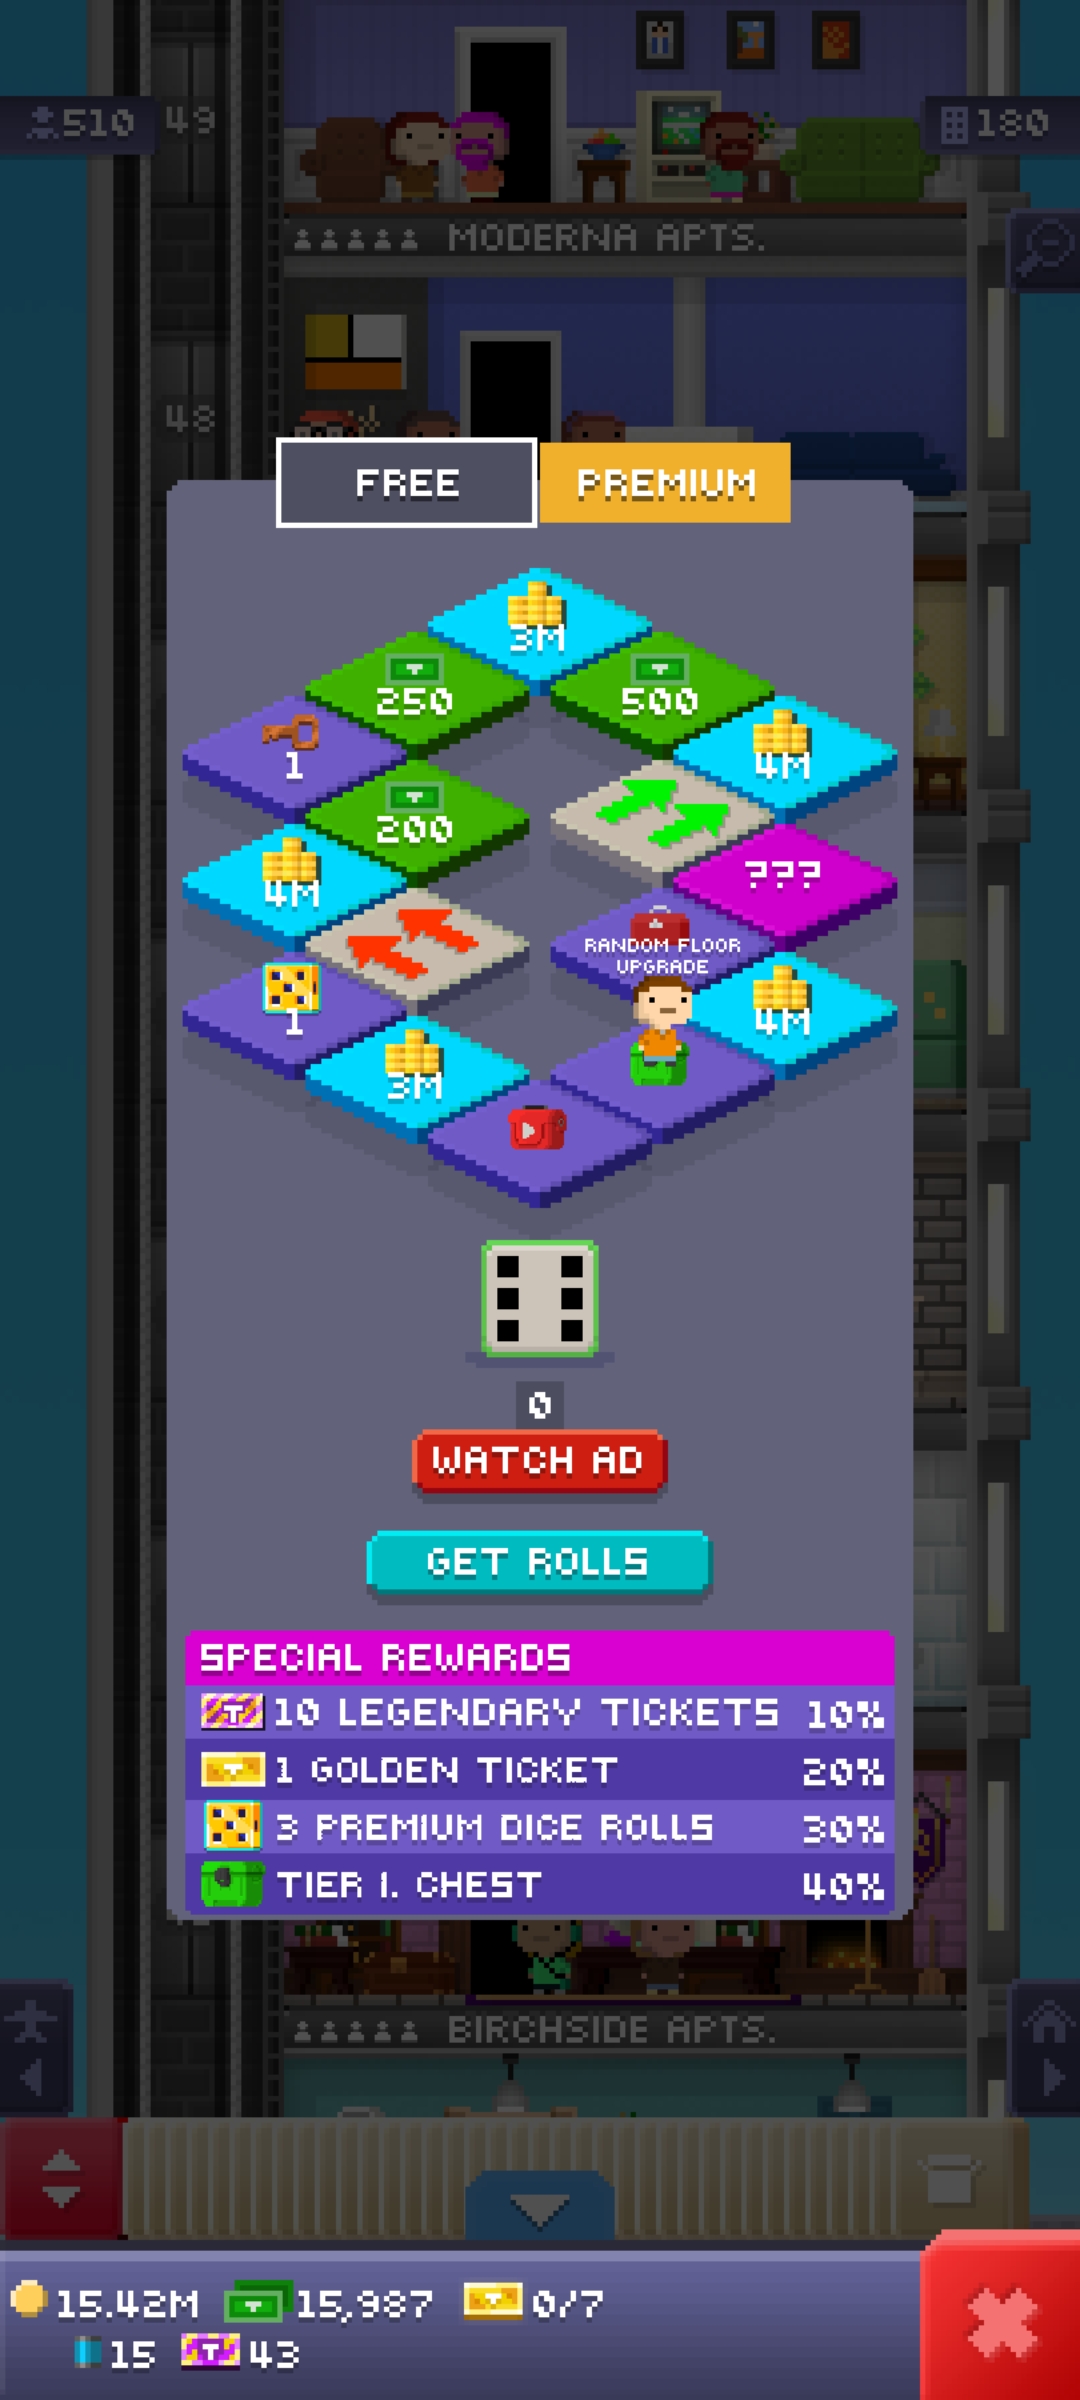 510
49
180
MODERNA APTS.
48
FREE
PREMIUM
3M
250
500
1
4M
200
4M
???
RANDOM FLOOR
UPGRADE
1
4M
3M
0
WATCH AD
GET ROLLS
SPECIAL REWARDS
10 LEGENDARY TICKETS 10%
1 GOLDEN TICKET 20%
3 PREMIUM DICE ROLLS 30%
TIER 1. CHEST 40%
BIRCHSIDE APTS.
15.42M 15,987 0/7
15 T 43